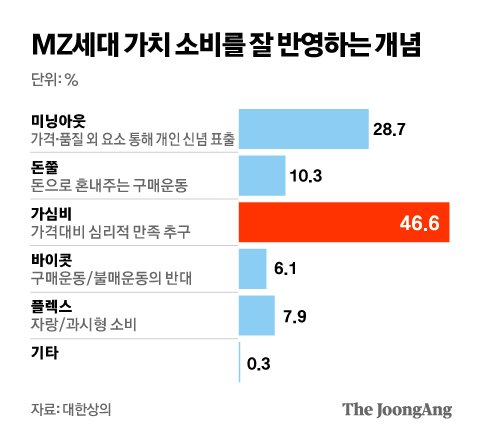 MZ세대 가치 소비를 잘 반영하는 개념
단위: %
미닝아웃
가격·품질 외 요소 통해 개인 신념 표출
28.7
돈쭐
돈으로 혼내주는 구매운동
10.3
가심비
가격대비 심리적 만족 추구
46.6
바이콧
구매운동/불매운동의 반대
6.1
플렉스
자랑/과시형 소비
7.9
기타
0.3
자료: 대한상의
The JoongAng